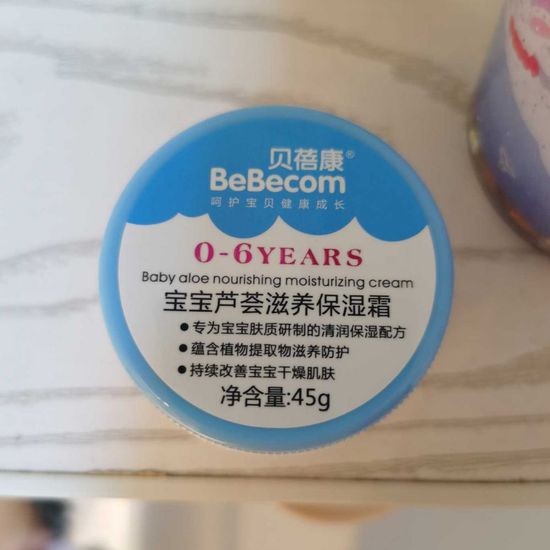 贝蓓康®
BeBecom
呵护宝贝健康成长
0-6YEARS
Baby aloe nourishing moisturizing cream
宝宝芦荟滋养保湿霜
●专为宝宝肤质研制的清润保湿配方
●蕴含植物提取物滋养防护
●持续改善宝宝干燥肌肤
净含量:45g